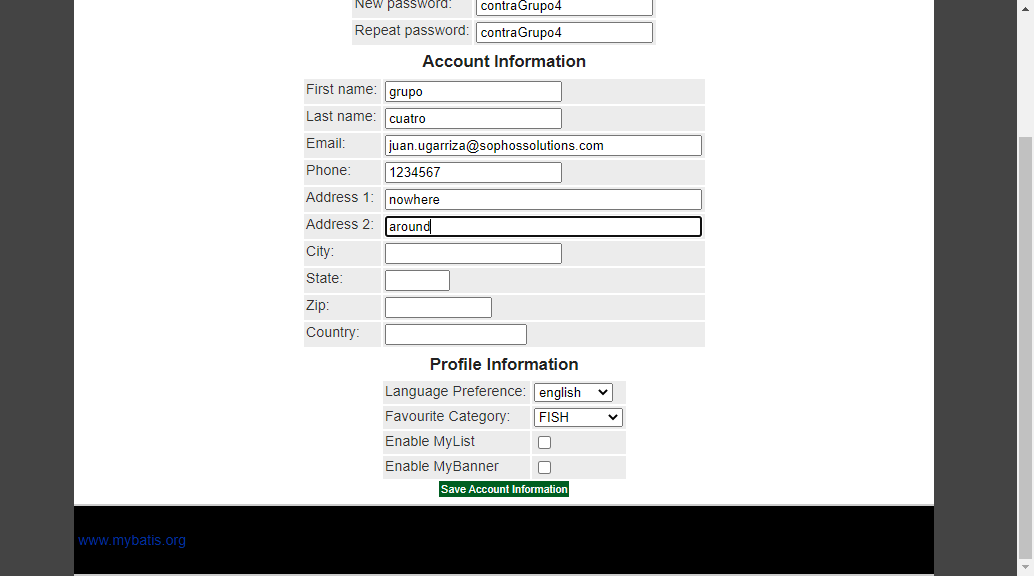 New password: contraGrupo4
Repeat password: contraGrupo4
Account Information
First name: grupo
Last name: cuatro
Email: juan.ugarriza@sophossolutions.com
Phone: 1234567
Address 1: nowhere
Address 2: around
City:
State:
Zip:
Country:
Profile Information
Language Preference: english
Favourite Category: FISH
Enable MyList
Enable MyBanner
Save Account Information
www.mybatis.org